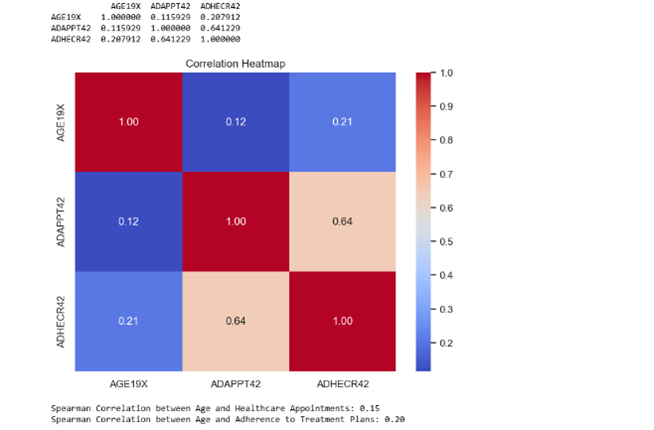 AGE19X ADAPPT42 ADHECR42
AGE19X 1.000000 0.115929 0.207912
ADAPPT42 0.115929 1.000000 0.641229
ADHECR42 0.207912 0.641229 1.000000
Correlation Heatmap
AGE19X 1.00 0.12 0.21
ADAPPT42 0.12 1.00 0.64
ADHECR42 0.21 0.64 1.00
AGE19X ADAPPT42 ADHECR42
1.0
0.9
0.8
0.7
0.6
0.5
0.4
0.3
0.2
Spearman Correlation between Age and Healthcare Appointments: 0.15
Spearman Correlation between Age and Adherence to Treatment Plans: 0.20